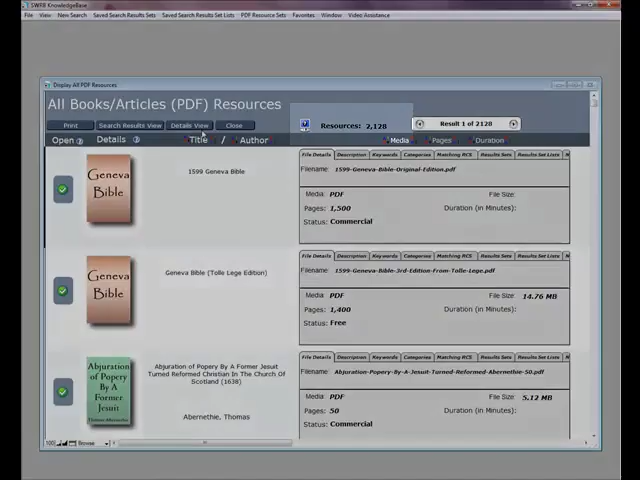 SWRB KnowledgeBase
File View New Search Saved Search Results Sets Saved Search Results Set Lists PDF Resource Sets Favorites Window Video Assistance
Display All PDF Resources
All Books/Articles (PDF) Resources
Print Search Results View Details View Close
Resources: 2,128
Result 1 of 2128
Open Details Title / Author Media Pages Duration
Geneva Bible
1599 Geneva Bible
File Details Description Keywords Categories Matching RCS Results Sets Results Set Lists N
Filename: 1599-Geneva-Bible-Original-Edition.pdf
Media PDF File Size:
Pages: 1,500 Duration (in Minutes):
Status: Commercial
Geneva Bible
Geneva Bible (Tolle Lege Edition)
File Details Description Keywords Categories Matching RCS Results Sets Results Set Lists N
Filename: 1599-Geneva-Bible-3rd-Edition-From-Tolle-Lege.pdf
Media PDF File Size: 14.76 MB
Pages: 1,400 Duration (in Minutes):
Status: Free
Abjuration of Popery By A Former Jesuit
Abjuration of Popery By A Former Jesuit
Turned Reformed Christian In The Church Of
Scotland (1638)
Abernethie, Thomas
File Details Description Keywords Categories Matching RCS Results Sets Results Set Lists N
Filename: Abjuration-Popery-By-A-Jesuit-Turned-Reformed-Abernethie-50.pdf
Media PDF File Size: 5.12 MB
Pages: 50 Duration (in Minutes):
Status: Commercial
100 Browse